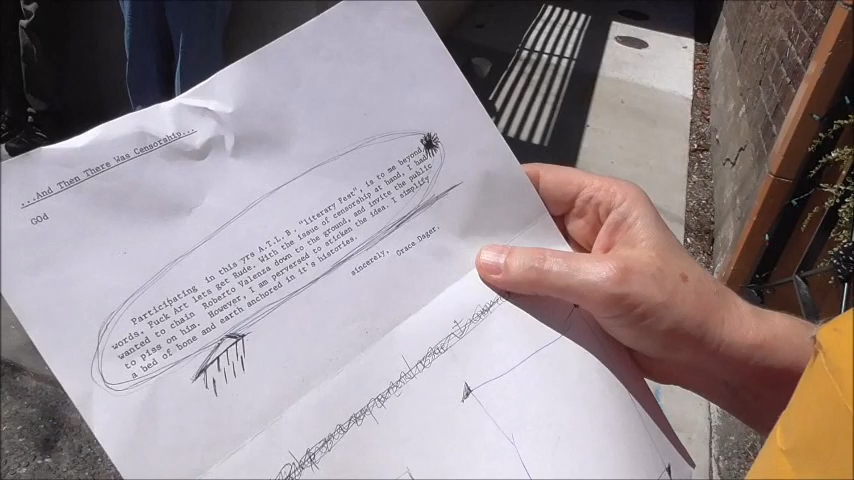 ...And Then There Was Censorship...
GOd
Participating in this yrs A.T.L. B. "literary Fest", is to me beyond
words. Fuck Art lets get Rude. With the issue of censorship at hand, I had
wanted to chain Roberto Valenza down to the ground, and invite the public
to piss on him. However, I am perversed to sticken the idea. I simplify
a bed of bone and earth anchored in it's histories.
sincerely, Grace Dager.